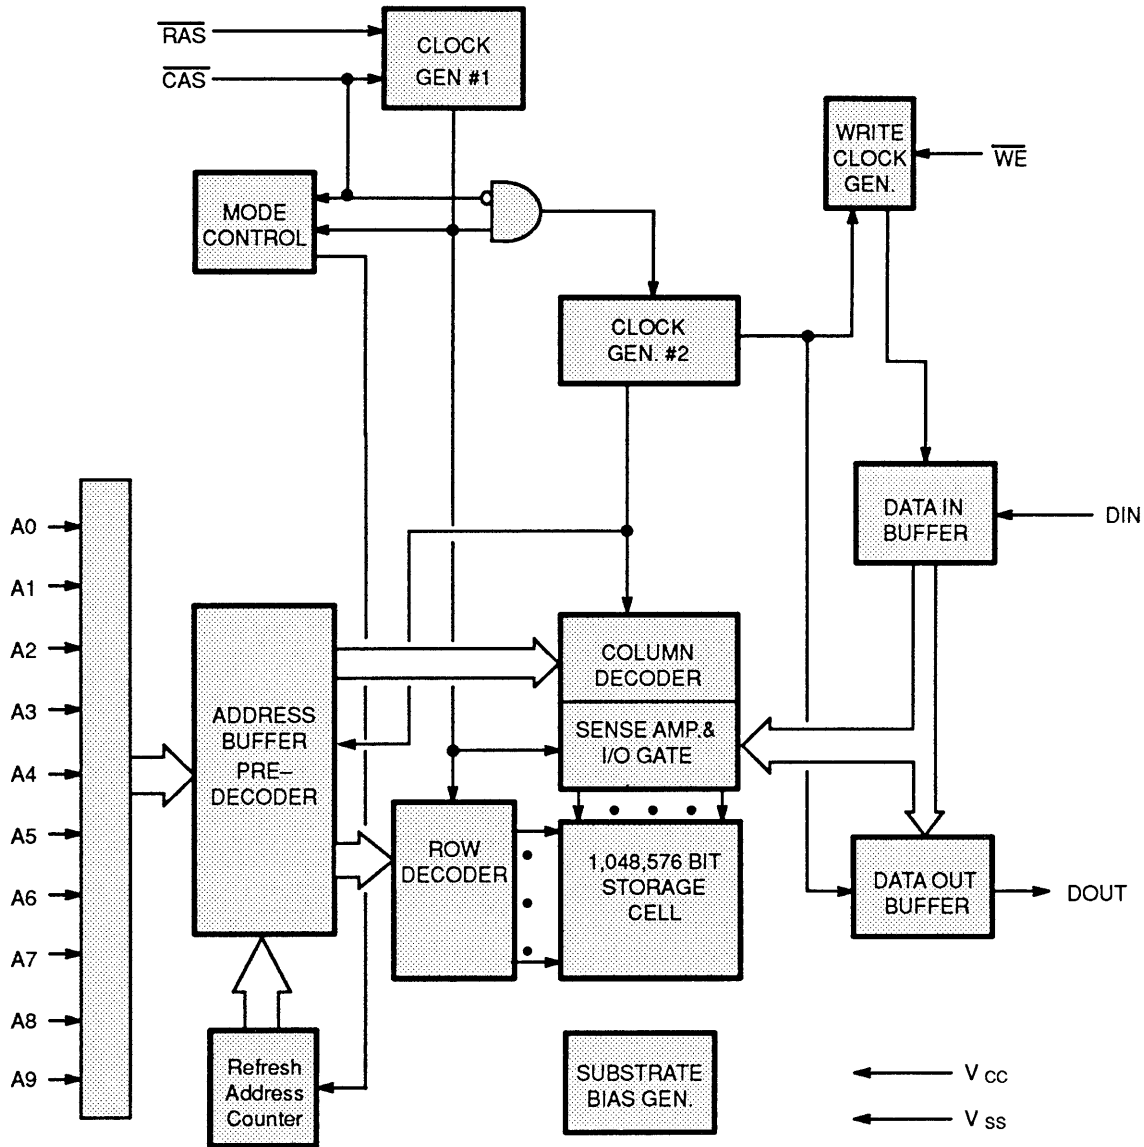 RAS
CLOCK
GEN #1
CAS
WRITE
CLOCK
GEN.
WE
MODE
CONTROL
CLOCK
GEN. #2
DATA IN
BUFFER
DIN
A0
A1
A2
A3
A4
A5
A6
A7
A8
A9
ADDRESS
BUFFER
PRE–
DECODER
COLUMN
DECODER
SENSE AMP.&
I/O GATE
ROW
DECODER
1,048,576 BIT
STORAGE
CELL
DATA OUT
BUFFER
DOUT
Refresh
Address
Counter
SUBSTRATE
BIAS GEN.
V CC
V SS